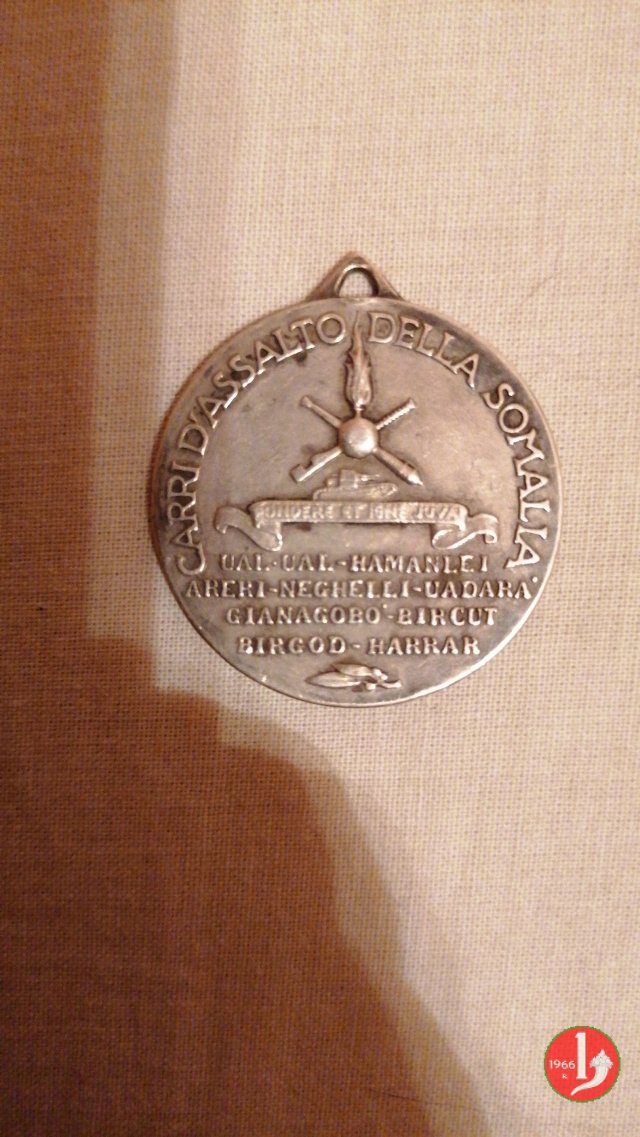 CARRI D'ASSALTO DELLA SOMALIA.
UAL-UAL-HAMANLEI
ARERI-NEGHELLI-UADARA'
GIANAGOBO'-BIRCUT
BIRGOD-HARRAR
1966